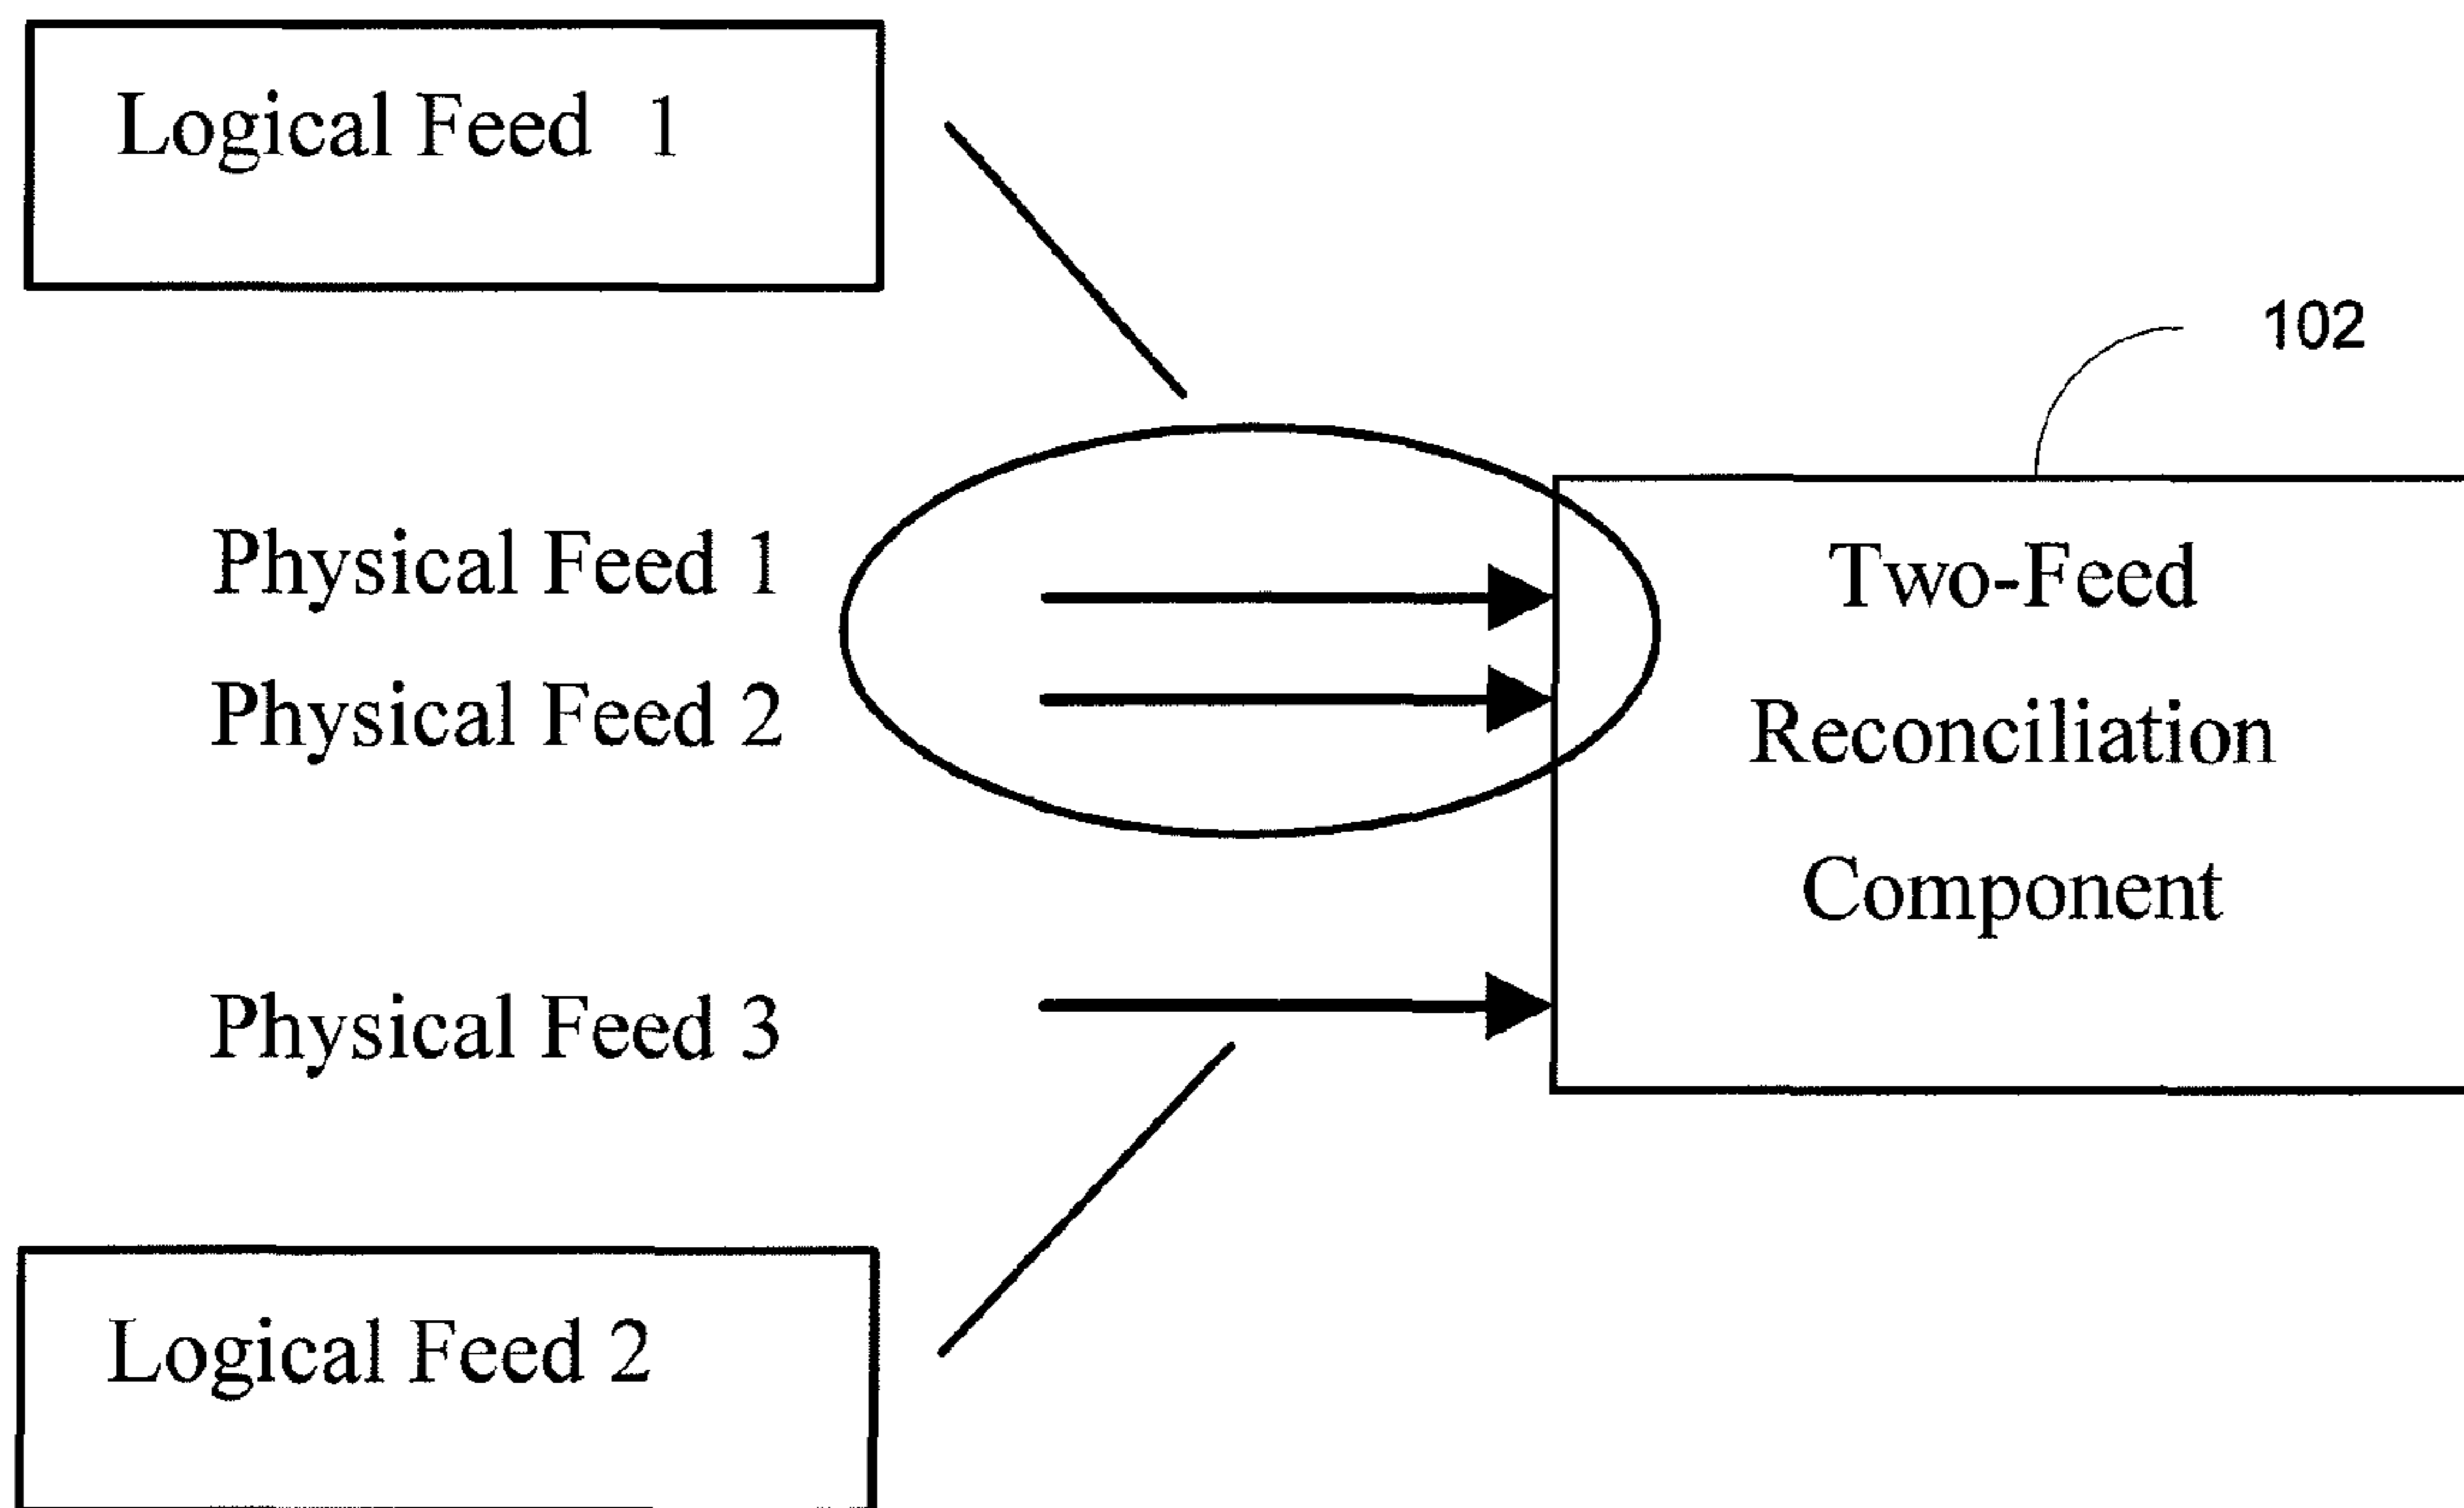 Logical Feed 1
102
Physical Feed 1
Physical Feed 2
Physical Feed 3
Two-Feed
Reconciliation
Component
Logical Feed 2